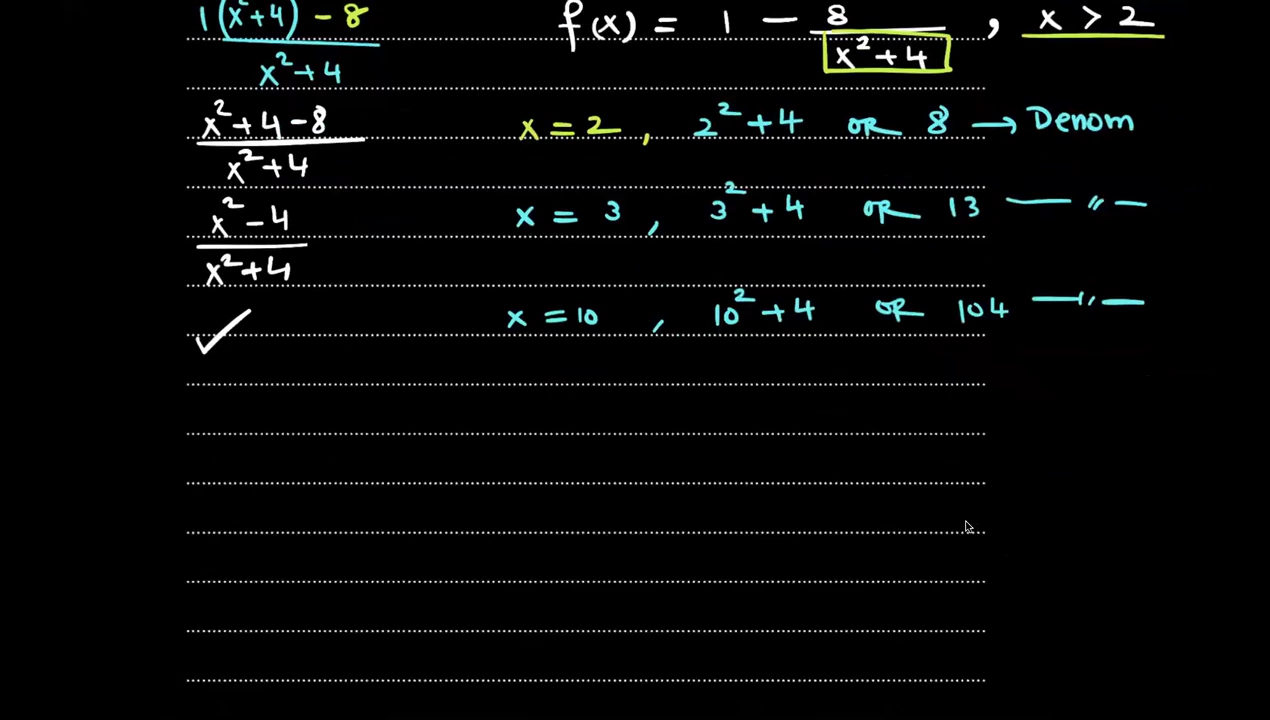 1(x²+4) - 8
x²+4
x²+4-8
x²+4
x²-4
x²+4
✓
f(x) = 1 - 8 / x²+4 , x > 2
x = 2 , 2²+4 OR 8 → Denom
x = 3 , 3²+4 OR 13 — " —
x = 10 , 10²+4 OR 104 — " —